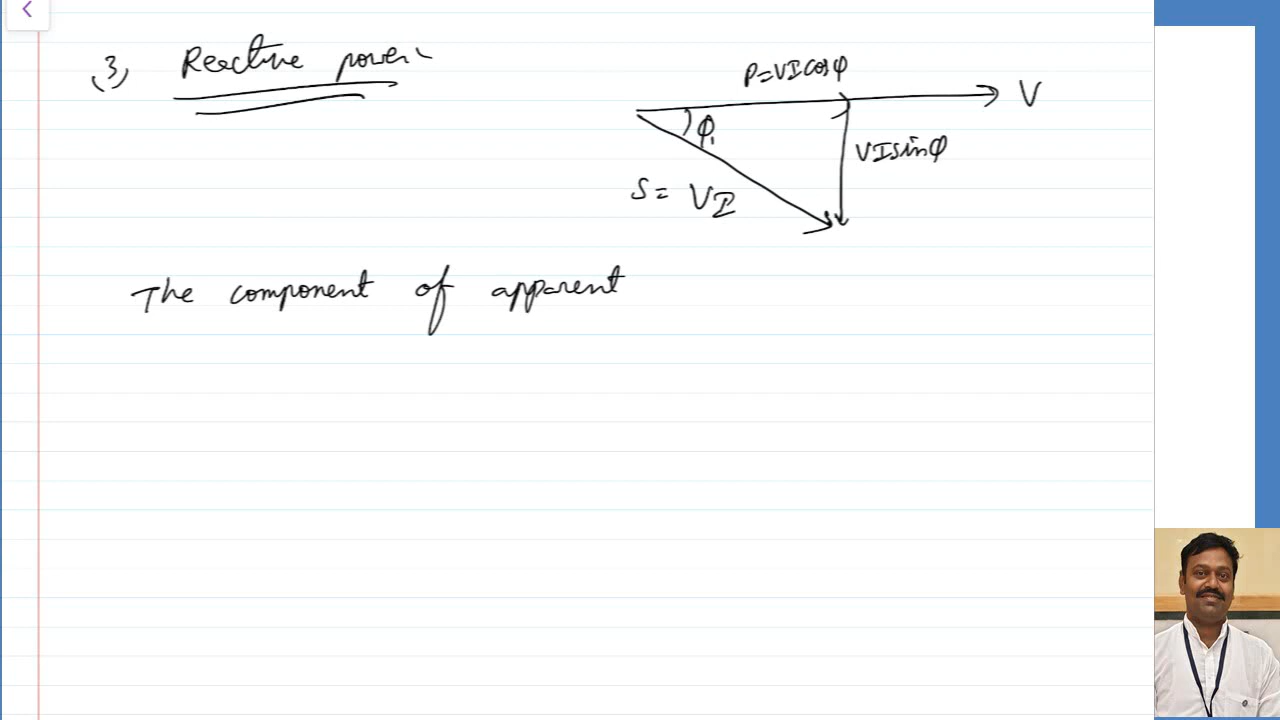 (3) Reactive power
P=VIcosφ
V
φ
VIsinφ
S = VI
The component of apparent